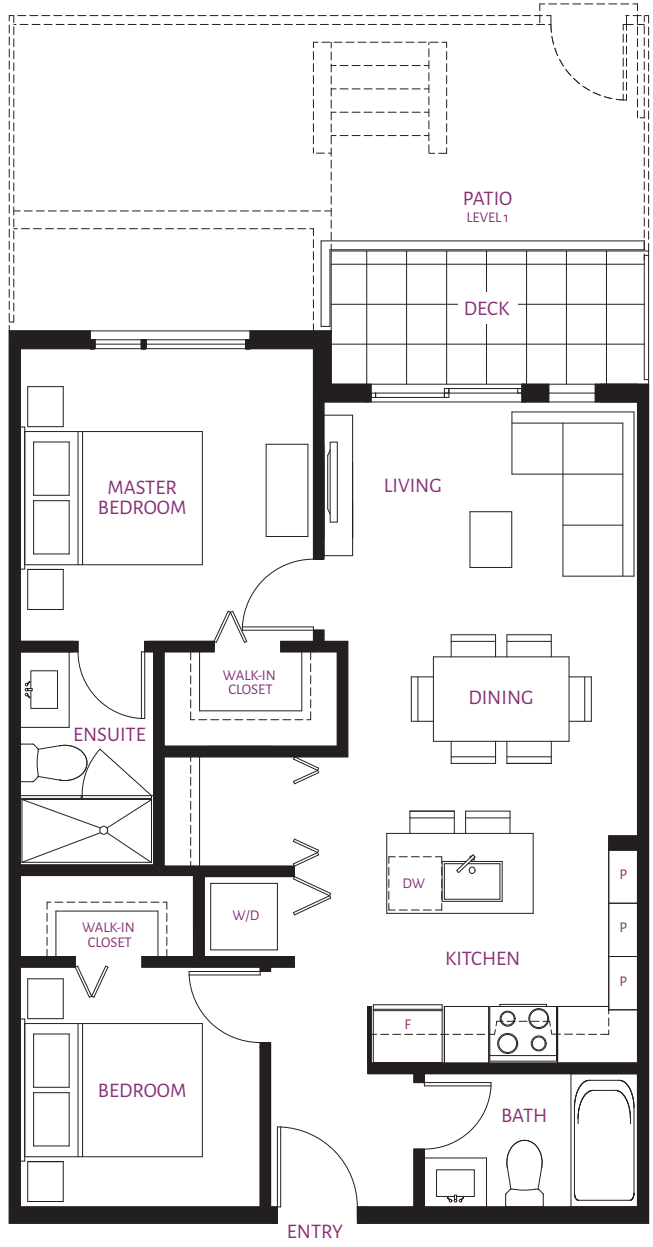 PATIO
LEVEL 1
DECK
MASTER
BEDROOM
LIVING
WALK-IN
CLOSET
DINING
ENSUITE
DW
P
W/D
P
WALK-IN
CLOSET
KITCHEN
P
F
BEDROOM
BATH
ENTRY